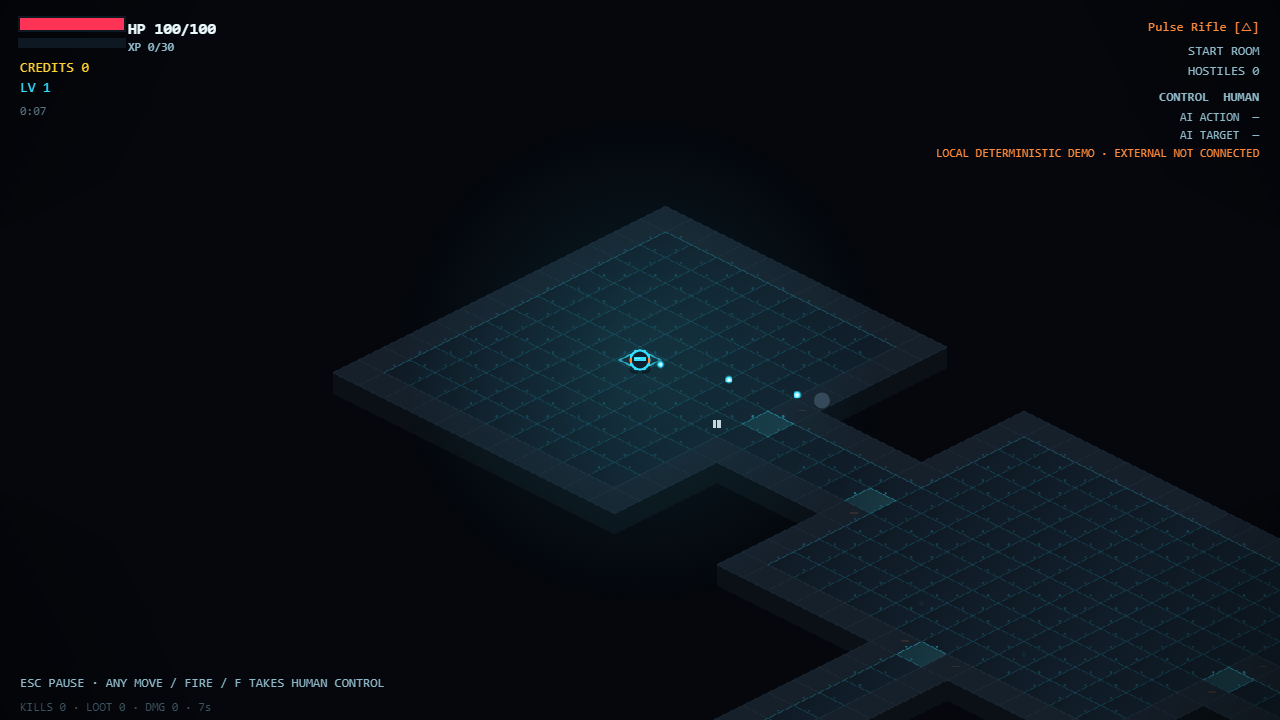 HP 100/100
XP 0/30
CREDITS 0
LV 1
0:07
Pulse Rifle [△]
START ROOM
HOSTILES 0
CONTROL HUMAN
AI ACTION —
AI TARGET —
LOCAL DETERMINISTIC DEMO · EXTERNAL NOT CONNECTED
ESC PAUSE · ANY MOVE / FIRE / F TAKES HUMAN CONTROL
KILLS 0 · LOOT 0 · DMG 0 · 7s